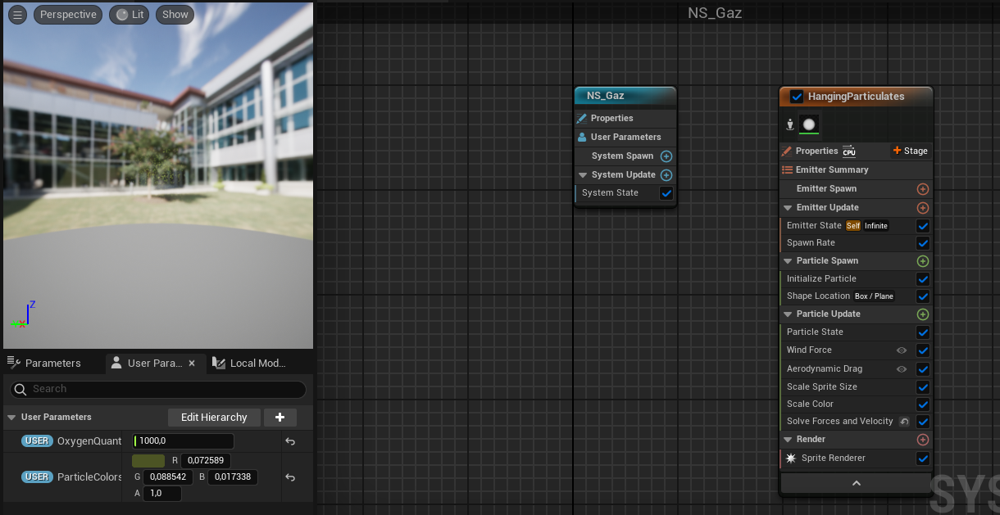 Perspective
Lit
Show
NS_Gaz
Z
X
Parameters
User Para...
Local Mod...
Search
User Parameters
Edit Hierarchy
USER OxygenQuant
1000,0
USER ParticleColors
R 0,072589
G 0,088542 B 0,017338
A 1,0
NS_Gaz
Properties
User Parameters
System Spawn
System Update
System State
HangingParticulates
Properties CPU
Stage
Emitter Summary
Emitter Spawn
Emitter Update
Emitter State Self Infinite
Spawn Rate
Particle Spawn
Initialize Particle
Shape Location Box / Plane
Particle Update
Particle State
Wind Force
Aerodynamic Drag
Scale Sprite Size
Scale Color
Solve Forces and Velocity
Render
Sprite Renderer
SYS